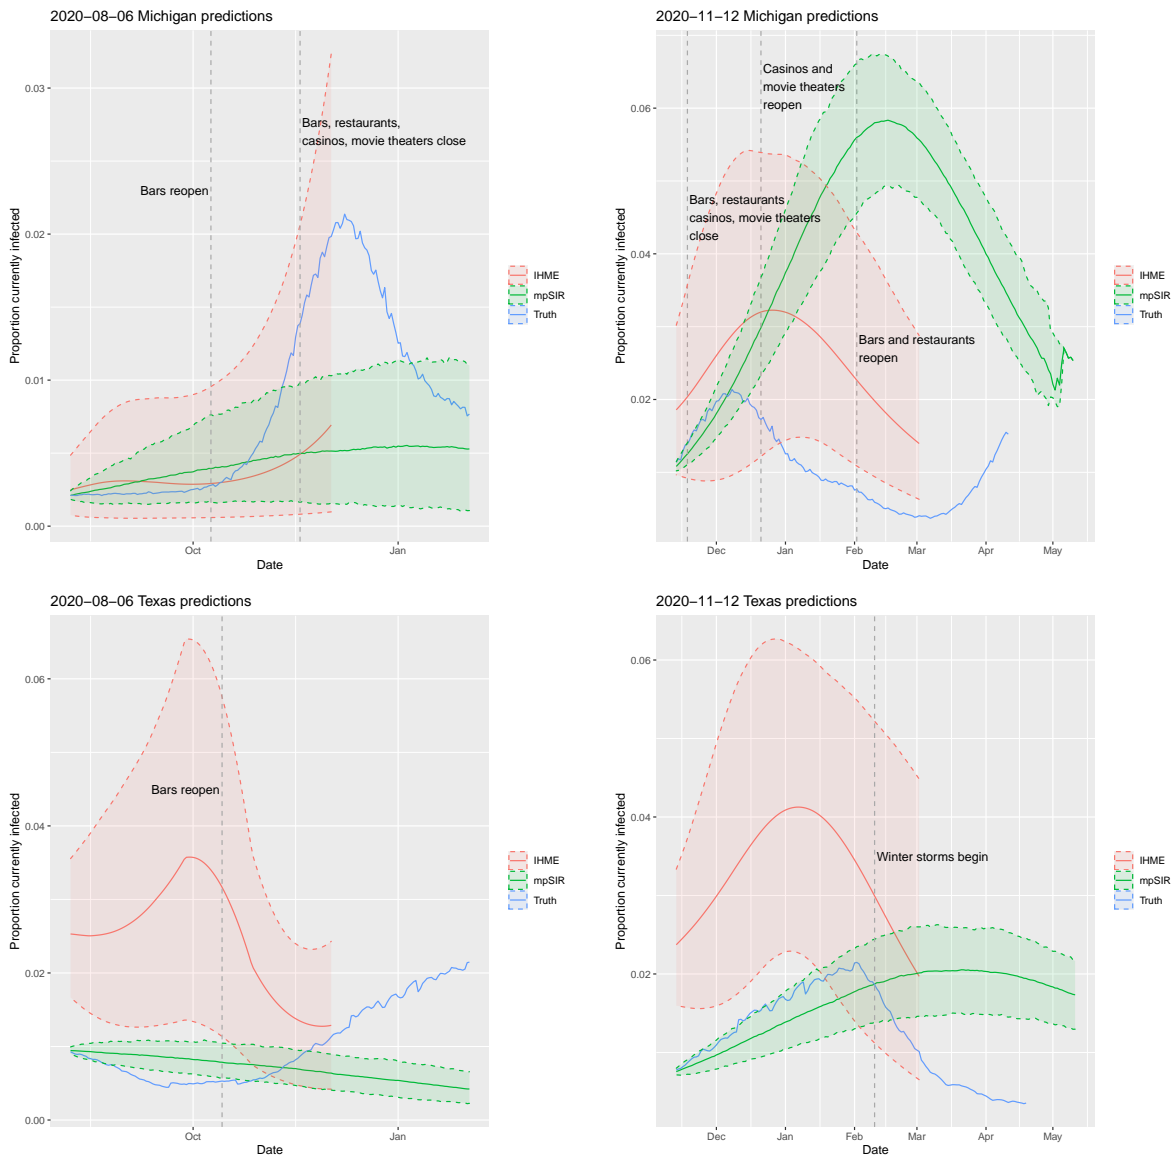 2020−08−06 Michigan predictions
Proportion currently infected
0.03
0.02
0.01
0.00
Bars reopen
Bars, restaurants,
casinos, movie theaters close
Oct
Jan
Date
IHME
mpSIR
Truth
2020−11−12 Michigan predictions
Proportion currently infected
0.06
0.04
0.02
Casinos and
movie theaters
reopen
Bars, restaurants
casinos, movie theaters
close
Bars and restaurants
reopen
Dec
Jan
Feb
Mar
Apr
May
Date
IHME
mpSIR
Truth
2020−08−06 Texas predictions
Proportion currently infected
0.06
0.04
0.02
0.00
Bars reopen
Oct
Jan
Date
IHME
mpSIR
Truth
2020−11−12 Texas predictions
Proportion currently infected
0.06
0.04
0.02
Winter storms begin
Dec
Jan
Feb
Mar
Apr
May
Date
IHME
mpSIR
Truth